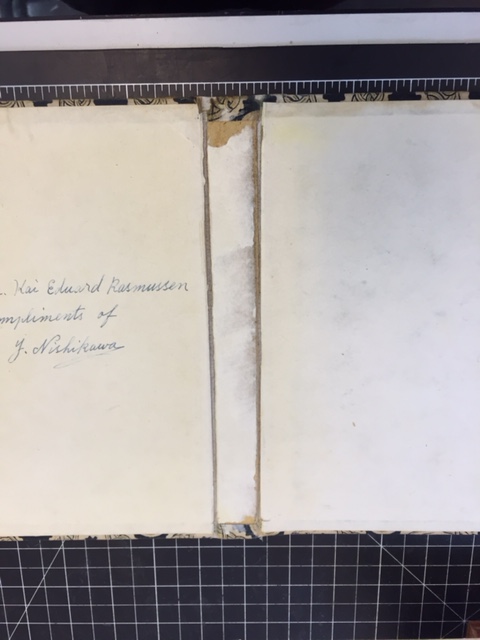 Kai Eduard Rasmussen
mpliments of
Y. Nishikawa